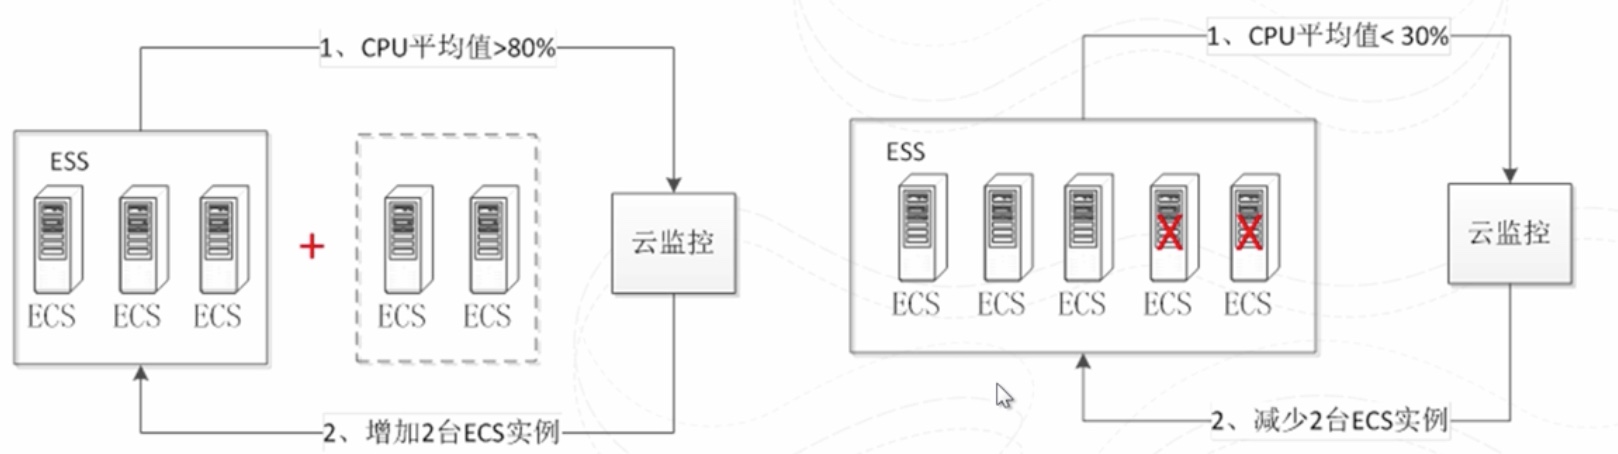 1、CPU平均值>80%
ESS
ECS ECS ECS
+
ECS ECS
云监控
2、增加2台ECS实例
1、CPU平均值< 30%
ESS
ECS ECS ECS ECS ECS
云监控
2、减少2台ECS实例